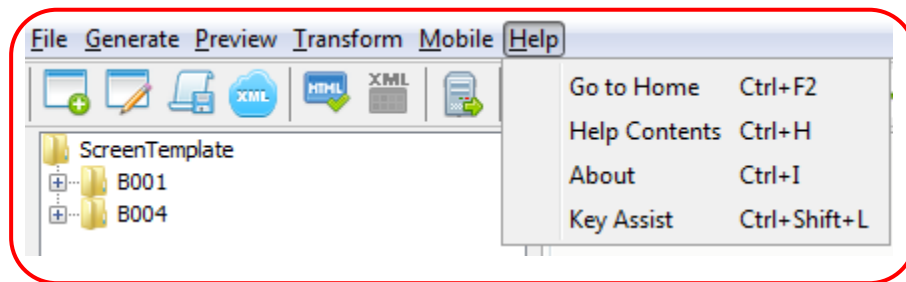 File Generate Preview Transform Mobile Help
XML HTML XML
Go to Home Ctrl+F2
Help Contents Ctrl+H
About Ctrl+I
Key Assist Ctrl+Shift+L
ScreenTemplate
B001
B004